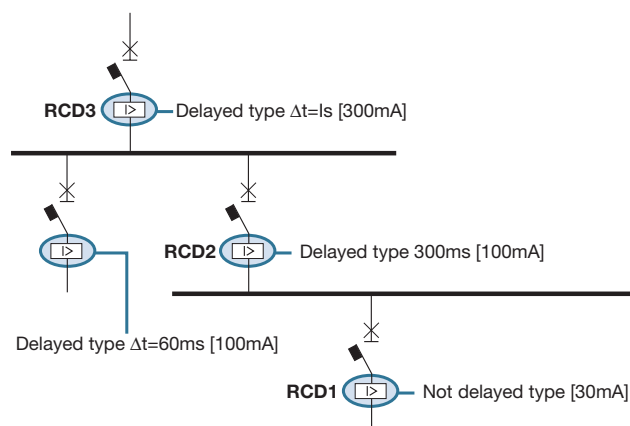 RCD3 Delayed type Δt=ls [300mA]
I>
I>
RCD2 I> Delayed type 300ms [100mA]
Delayed type Δt=60ms [100mA]
RCD1 I> Not delayed type [30mA]